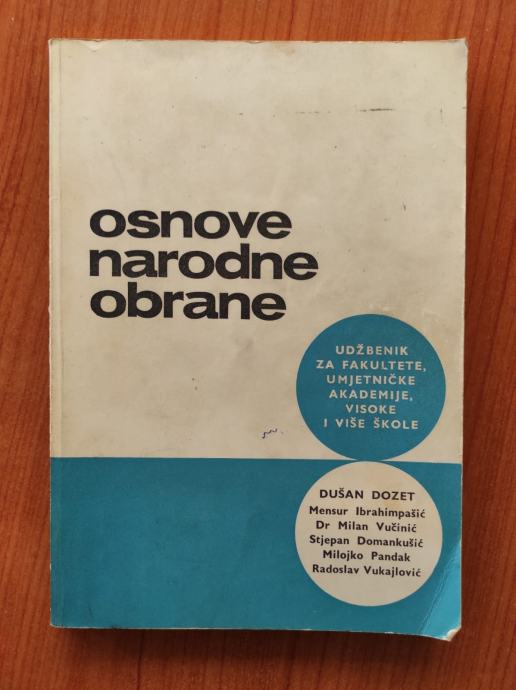 osnove
narodne
obrane
UDŽBENIK
ZA FAKULTETE,
UMJETNIČKE
AKADEMIJE,
VISOKE
I VIŠE ŠKOLE
DUŠAN DOZET
Mensur Ibrahimpašić
Dr Milan Vučinić
Stjepan Domankušić
Milojko Pandak
Radoslav Vukajlović